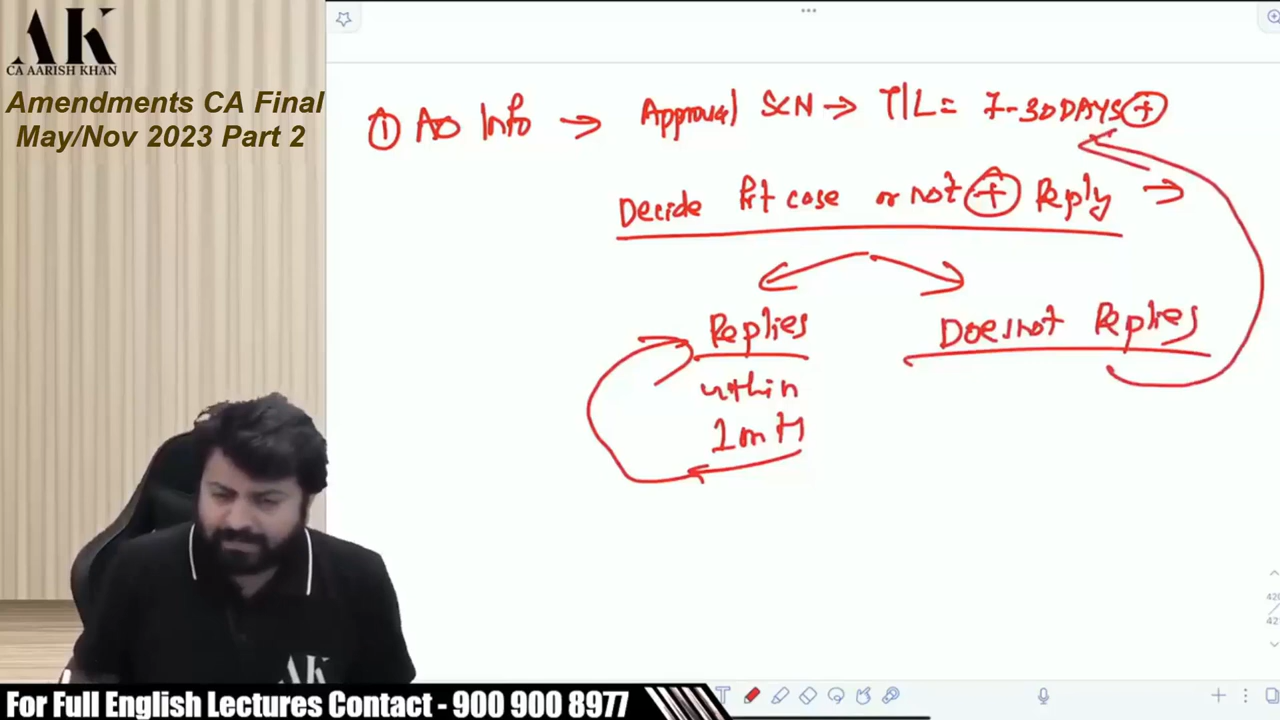 AK
CA AARISH KHAN
Amendments CA Final
May/Nov 2023 Part 2
① AO Info → Approval SCN → T/L = 7-30 DAYS +
Decide fit case or not + Reply →
Replies
Does not Replies
within
1 mtH
AK
For Full English Lectures Contact - 900 900 8977